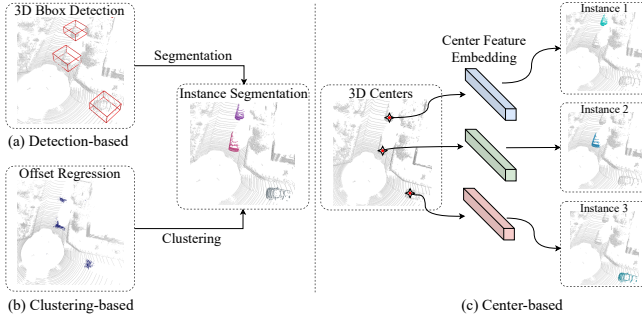 3D Bbox Detection
Segmentation
Instance Segmentation
(a) Detection-based
Offset Regression
Clustering
(b) Clustering-based
Center Feature
Embedding
3D Centers
Instance 1
Instance 2
Instance 3
(c) Center-based